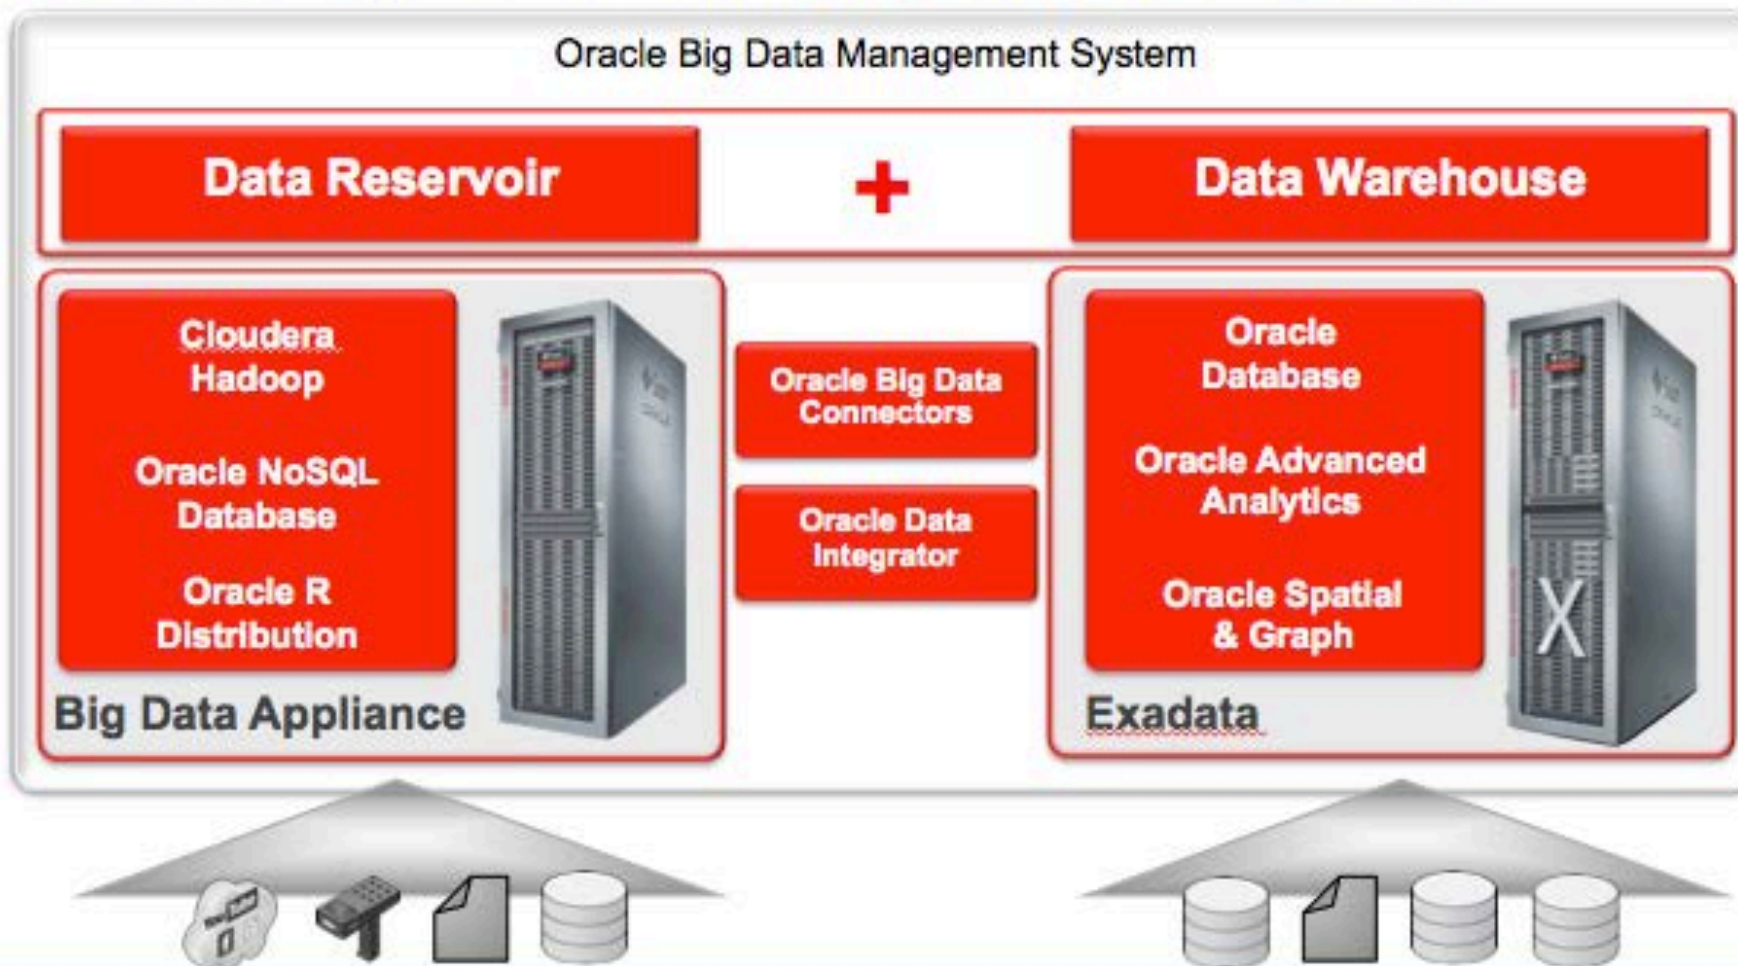 Oracle Big Data Management System
Data Reservoir
+
Data Warehouse
Cloudera
Hadoop
Oracle NoSQL
Database
Oracle R
Distribution
Big Data Appliance
Oracle Big Data
Connectors
Oracle Data
Integrator
Oracle
Database
Oracle Advanced
Analytics
Oracle Spatial
& Graph
Exadata
X